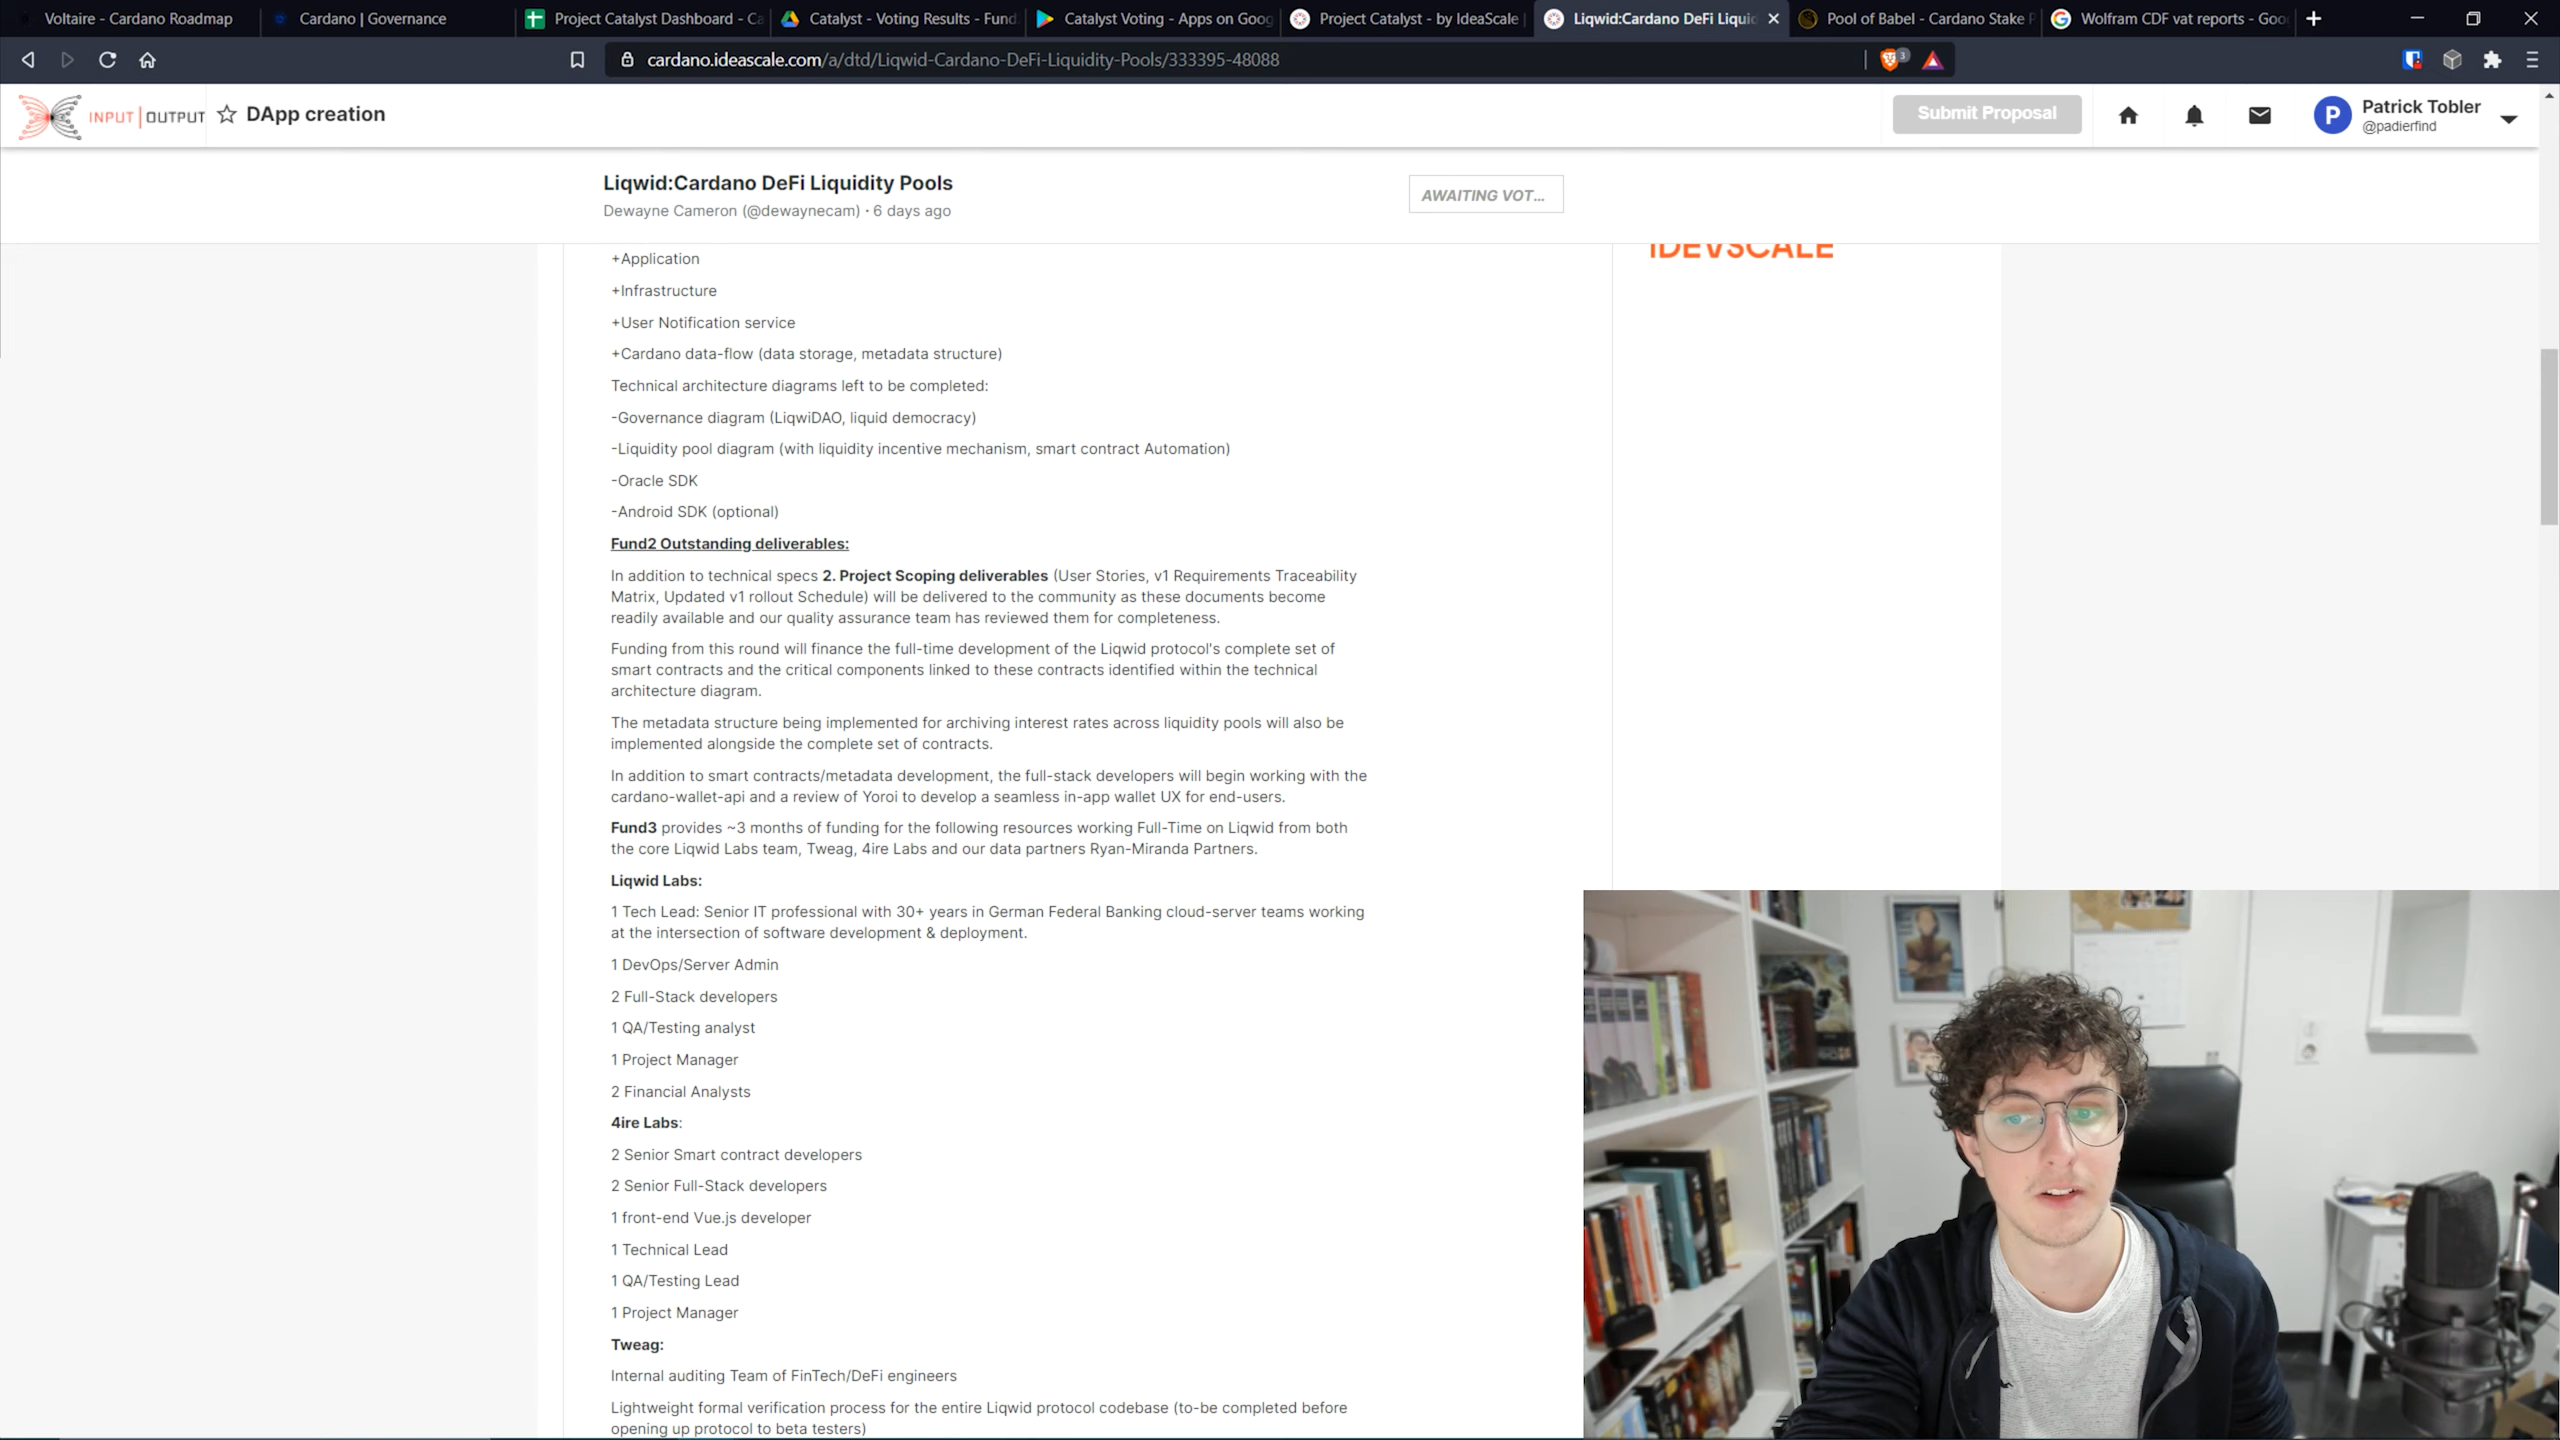 Voltaire - Cardano Roadmap
Cardano | Governance
Project Catalyst Dashboard - Ca
Catalyst - Voting Results - Fund
Catalyst Voting - Apps on Goog
Project Catalyst - by IdeaScale
Liqwid:Cardano DeFi Liquid
Pool of Babel - Cardano Stake P
Wolfram CDF vat reports - Goo
cardano.ideascale.com/a/dtd/Liqwid-Cardano-DeFi-Liquidity-Pools/333395-48088
3
INPUT | OUTPUT
DApp creation
Submit Proposal
P
Patrick Tobler
@padierfind
Liqwid:Cardano DeFi Liquidity Pools
Dewayne Cameron (@dewaynecam) · 6 days ago
AWAITING VOT...
+Application
+Infrastructure
+User Notification service
+Cardano data-flow (data storage, metadata structure)
Technical architecture diagrams left to be completed:
-Governance diagram (LiqwiDAO, liquid democracy)
-Liquidity pool diagram (with liquidity incentive mechanism, smart contract Automation)
-Oracle SDK
-Android SDK (optional)
Fund2 Outstanding deliverables:
In addition to technical specs 2. Project Scoping deliverables (User Stories, v1 Requirements Traceability
Matrix, Updated v1 rollout Schedule) will be delivered to the community as these documents become
readily available and our quality assurance team has reviewed them for completeness.
Funding from this round will finance the full-time development of the Liqwid protocol's complete set of
smart contracts and the critical components linked to these contracts identified within the technical
architecture diagram.
The metadata structure being implemented for archiving interest rates across liquidity pools will also be
implemented alongside the complete set of contracts.
In addition to smart contracts/metadata development, the full-stack developers will begin working with the
cardano-wallet-api and a review of Yoroi to develop a seamless in-app wallet UX for end-users.
Fund3 provides ~3 months of funding for the following resources working Full-Time on Liqwid from both
the core Liqwid Labs team, Tweag, 4ire Labs and our data partners Ryan-Miranda Partners.
Liqwid Labs:
1 Tech Lead: Senior IT professional with 30+ years in German Federal Banking cloud-server teams working
at the intersection of software development & deployment.
1 DevOps/Server Admin
2 Full-Stack developers
1 QA/Testing analyst
1 Project Manager
2 Financial Analysts
4ire Labs:
2 Senior Smart contract developers
2 Senior Full-Stack developers
1 front-end Vue.js developer
1 Technical Lead
1 QA/Testing Lead
1 Project Manager
Tweag:
Internal auditing Team of FinTech/DeFi engineers
Lightweight formal verification process for the entire Liqwid protocol codebase (to-be completed before
opening up protocol to beta testers)